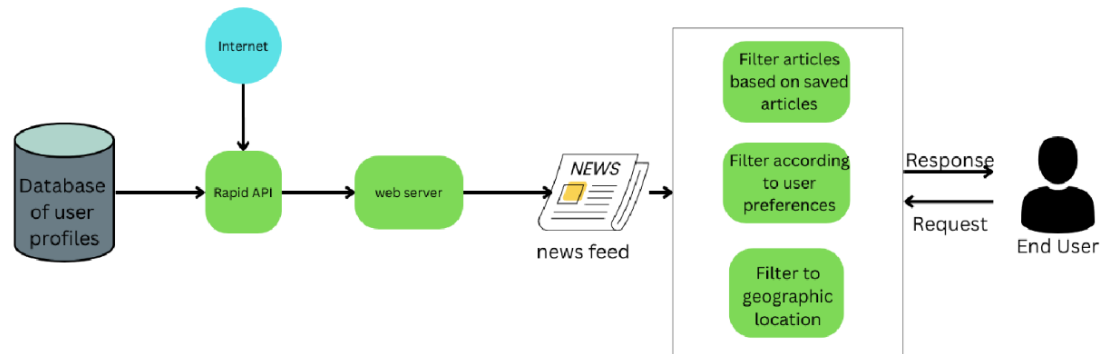 Internet
Database
of user
profiles
Rapid API
web server
NEWS
news feed
Filter articles
based on saved
articles
Filter according
to user
preferences
Filter to
geographic
location
Response
Request
End User